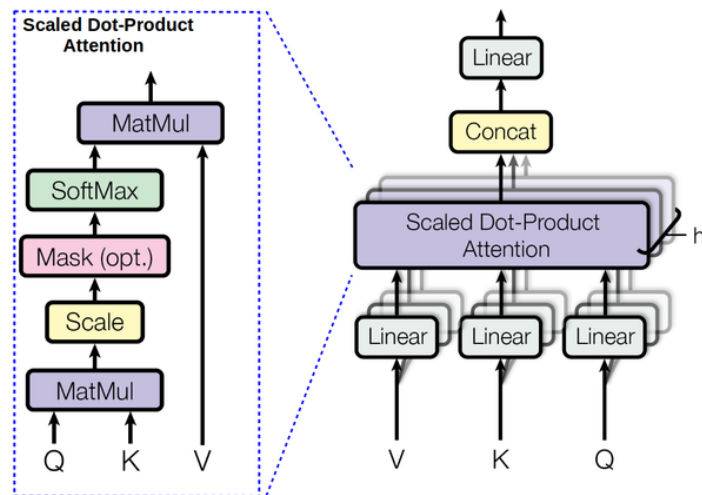 Scaled Dot-Product
Attention
MatMul
SoftMax
Mask (opt.)
Scale
MatMul
Q K V
Linear
Concat
Scaled Dot-Product
Attention
h
Linear Linear Linear
V K Q